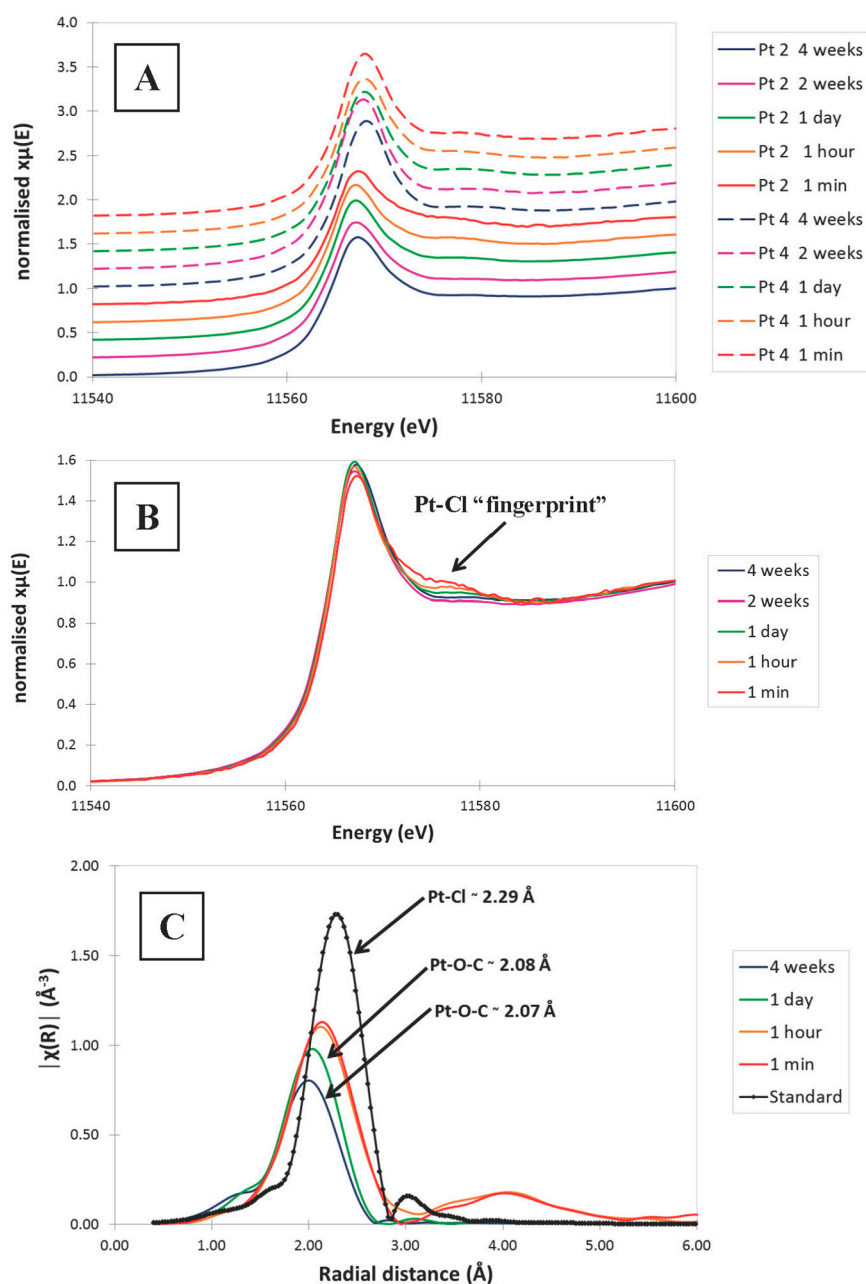 A
normalised xμ(E)
4.0
3.5
3.0
2.5
2.0
1.5
1.0
0.5
0.0
11540
11560
11580
11600
Energy (eV)
Pt 2 4 weeks
Pt 2 2 weeks
Pt 2 1 day
Pt 2 1 hour
Pt 2 1 min
Pt 4 4 weeks
Pt 4 2 weeks
Pt 4 1 day
Pt 4 1 hour
Pt 4 1 min
B
normalised xμ(E)
1.6
1.4
1.2
1.0
0.8
0.6
0.4
0.2
0.0
11540
11560
11580
11600
Energy (eV)
Pt-Cl “fingerprint”
4 weeks
2 weeks
1 day
1 hour
1 min
C
|χ(R)| (Å-3)
2.00
1.50
1.00
0.50
0.00
0.00
1.00
2.00
3.00
4.00
5.00
6.00
Radial distance (Å)
Pt-Cl ~ 2.29 Å
Pt-O-C ~ 2.08 Å
Pt-O-C ~ 2.07 Å
4 weeks
1 day
1 hour
1 min
Standard